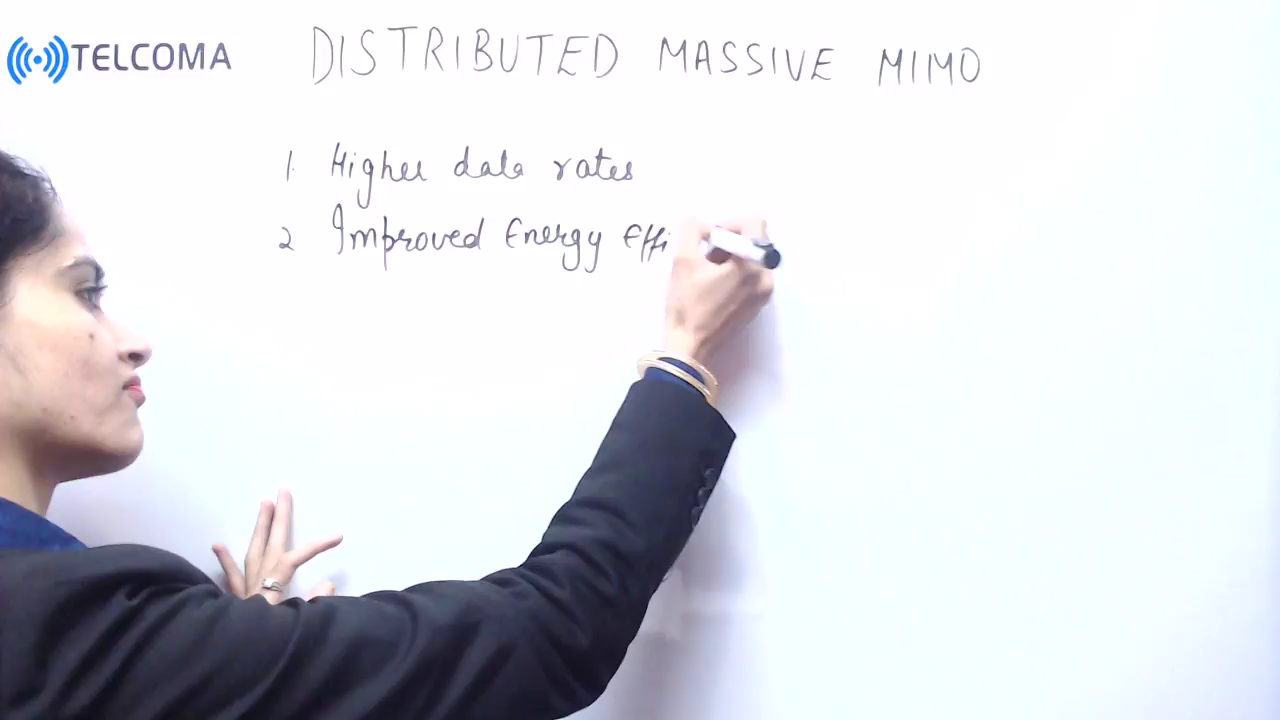 TELCOMA
DISTRIBUTED MASSIVE MIMO
1. Higher data rates
2 Improved Energy Effi